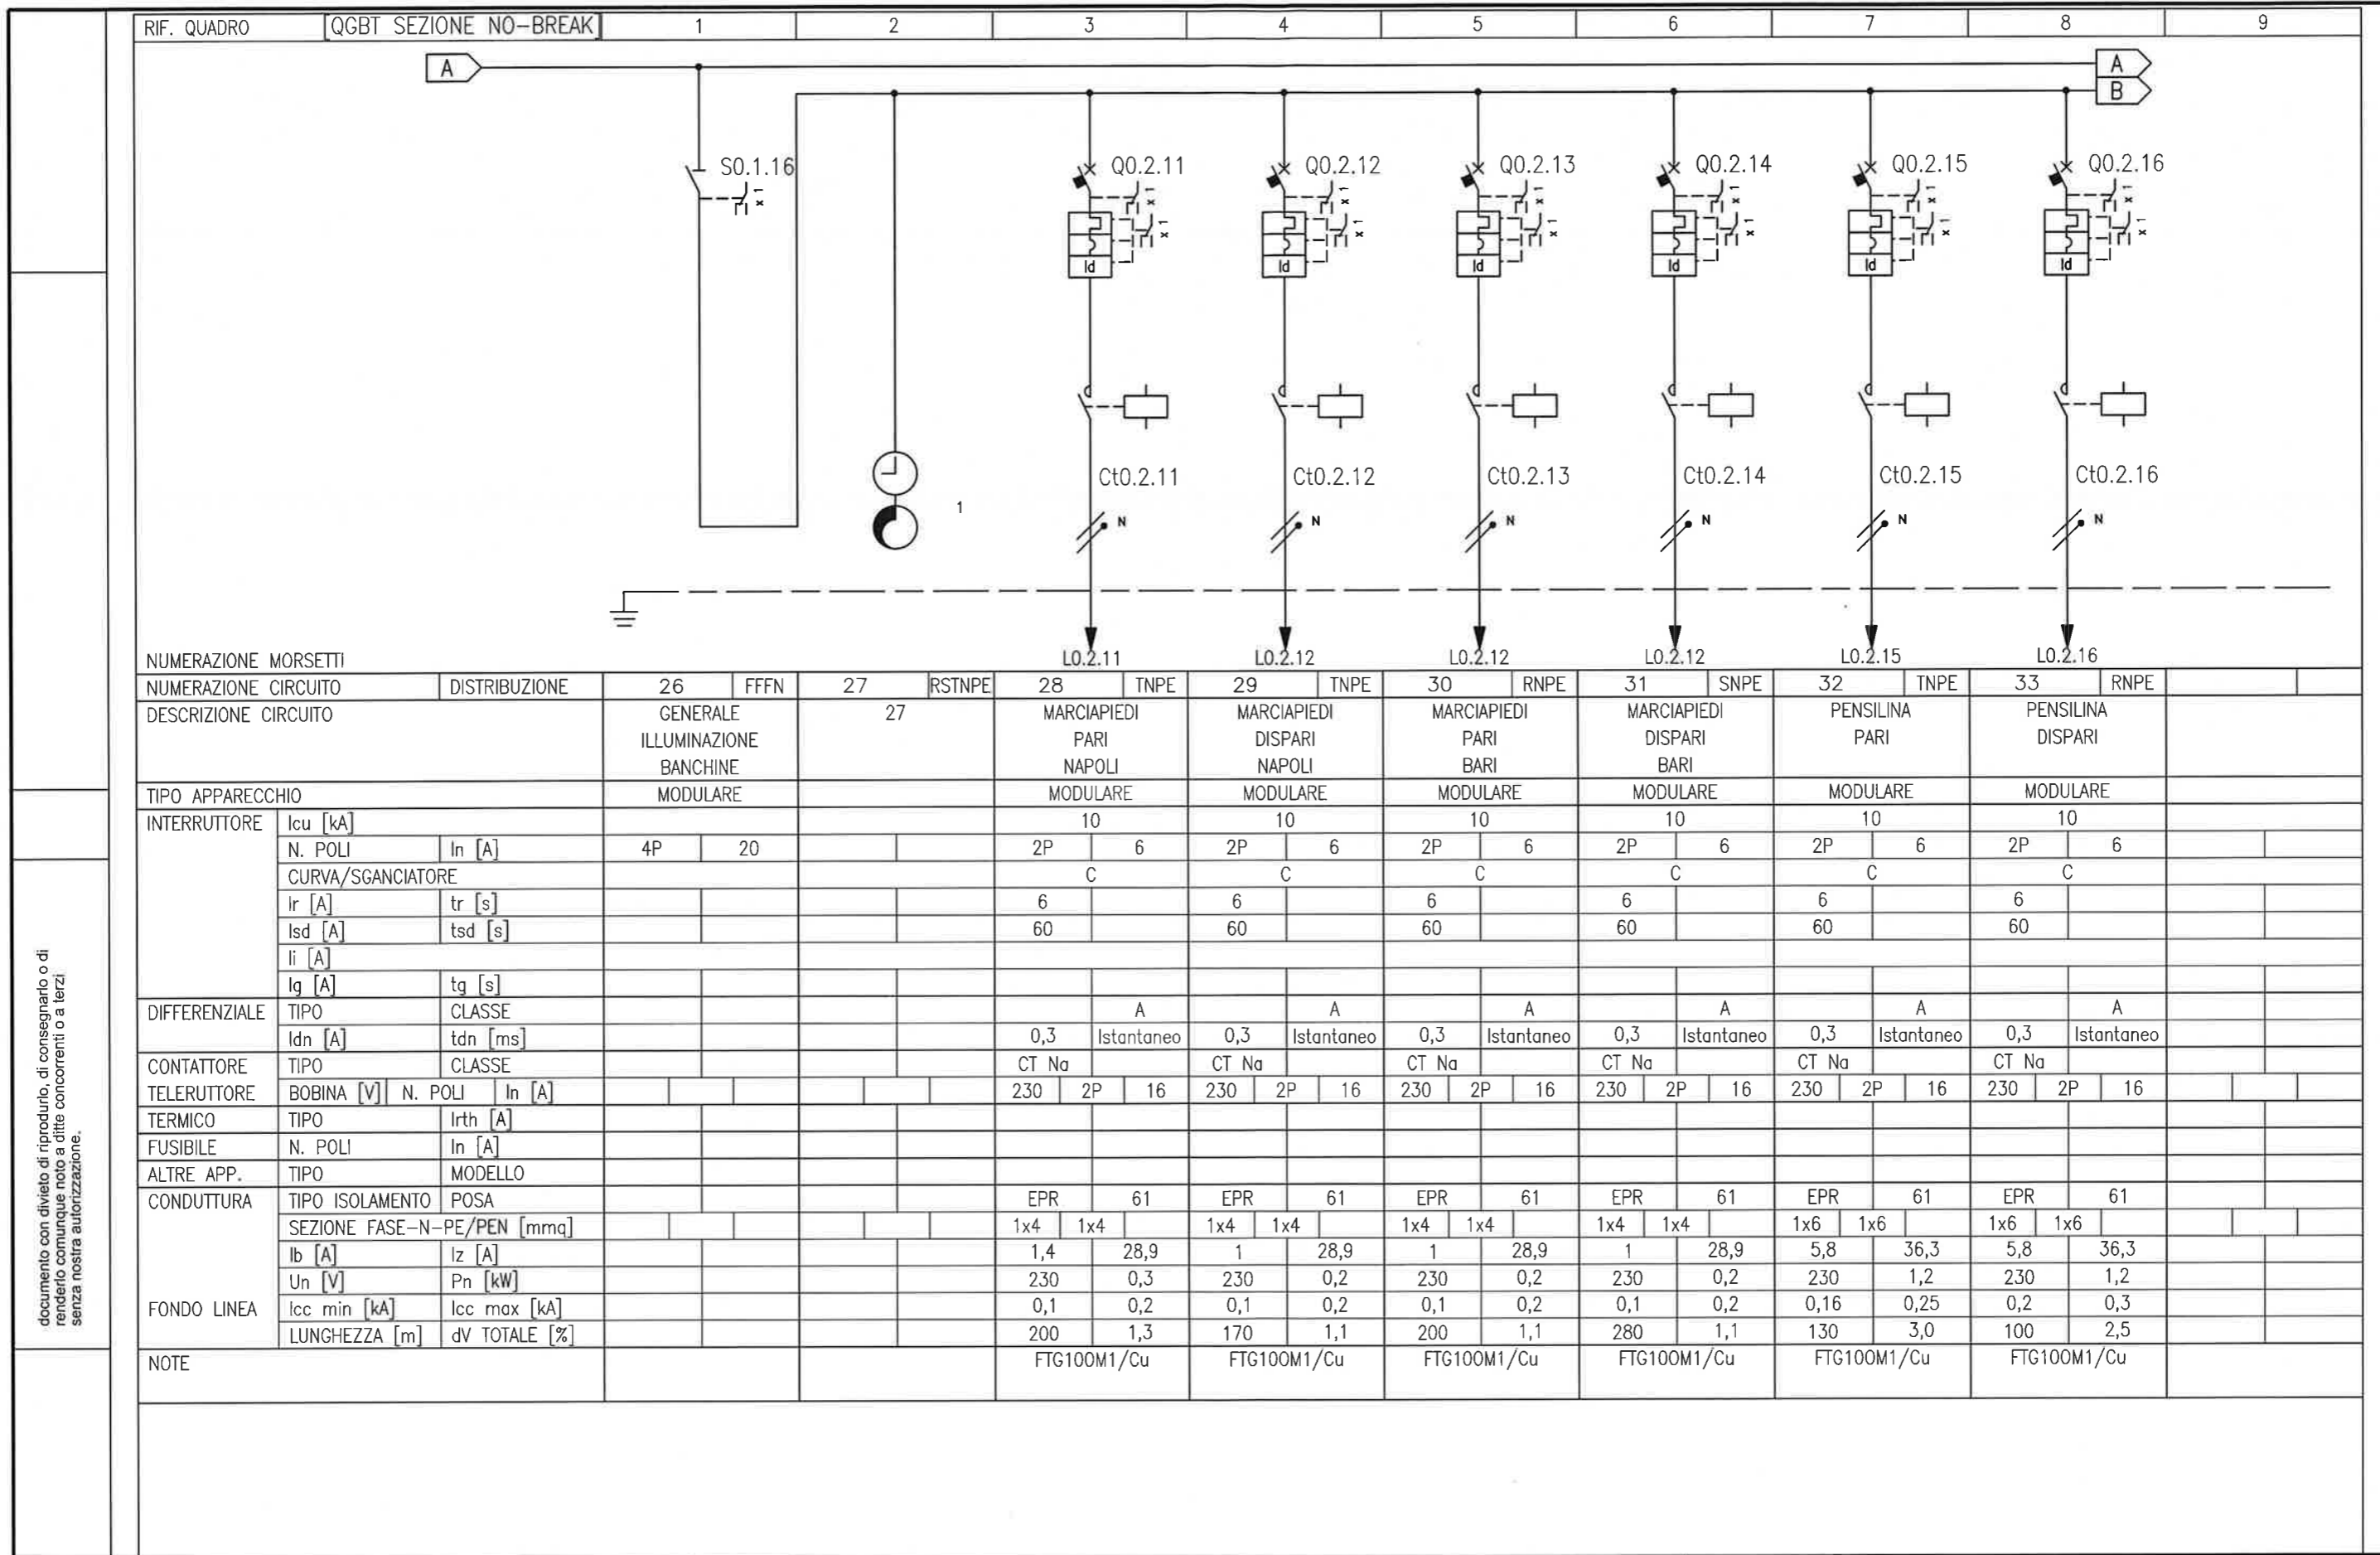 RIF. QUADRO QGBT SEZIONE NO-BREAK 1 2 3 4 5 6 7 8 9
A A
B
S0.1.16 Q0.2.11 Q0.2.12 Q0.2.13 Q0.2.14 Q0.2.15 Q0.2.16
x 1 x 1 x 1 x 1 x 1 x 1 x 1
x 1 x 1 x 1 x 1 x 1 x 1
Id Id Id Id Id Id
Ct0.2.11 Ct0.2.12 Ct0.2.13 Ct0.2.14 Ct0.2.15 Ct0.2.16
1 N N N N N N
NUMERAZIONE MORSETTI L0.2.11 L0.2.12 L0.2.12 L0.2.12 L0.2.15 L0.2.16
NUMERAZIONE CIRCUITO DISTRIBUZIONE 26 FFFN 27 RSTNPE 28 TNPE 29 TNPE 30 RNPE 31 SNPE 32 TNPE 33 RNPE
DESCRIZIONE CIRCUITO GENERALE 27 MARCIAPIEDI MARCIAPIEDI MARCIAPIEDI MARCIAPIEDI PENSILINA PENSILINA
ILLUMINAZIONE PARI DISPARI PARI DISPARI PARI DISPARI
BANCHINE NAPOLI NAPOLI BARI BARI
TIPO APPARECCHIO MODULARE MODULARE MODULARE MODULARE MODULARE MODULARE MODULARE
INTERRUTTORE Icu [kA] 10 10 10 10 10 10
N. POLI In [A] 4P 20 2P 6 2P 6 2P 6 2P 6 2P 6 2P 6
CURVA/SGANCIATORE C C C C C C
Ir [A] tr [s] 6 6 6 6 6 6
Isd [A] tsd [s] 60 60 60 60 60 60
Ii [A]
Ig [A] tg [s]
DIFFERENZIALE TIPO CLASSE A A A A A A
Idn [A] tdn [ms] 0,3 Istantaneo 0,3 Istantaneo 0,3 Istantaneo 0,3 Istantaneo 0,3 Istantaneo 0,3 Istantaneo
CONTATTORE TIPO CLASSE CT Na CT Na CT Na CT Na CT Na CT Na
TELERUTTORE BOBINA [V] N. POLI In [A] 230 2P 16 230 2P 16 230 2P 16 230 2P 16 230 2P 16 230 2P 16
TERMICO TIPO Irth [A]
FUSIBILE N. POLI In [A]
ALTRE APP. TIPO MODELLO
CONDUTTURA TIPO ISOLAMENTO POSA EPR 61 EPR 61 EPR 61 EPR 61 EPR 61 EPR 61
SEZIONE FASE-N-PE/PEN [mmq] 1x4 1x4 1x4 1x4 1x4 1x4 1x4 1x4 1x6 1x6 1x6 1x6
Ib [A] Iz [A] 1,4 28,9 1 28,9 1 28,9 1 28,9 5,8 36,3 5,8 36,3
Un [V] Pn [kW] 230 0,3 230 0,2 230 0,2 230 0,2 230 1,2 230 1,2
FONDO LINEA Icc min [kA] Icc max [kA] 0,1 0,2 0,1 0,2 0,1 0,2 0,1 0,2 0,16 0,25 0,2 0,3
LUNGHEZZA [m] dV TOTALE [%] 200 1,3 170 1,1 200 1,1 280 1,1 130 3,0 100 2,5
NOTE FTG100M1/Cu FTG100M1/Cu FTG100M1/Cu FTG100M1/Cu FTG100M1/Cu FTG100M1/Cu
documento con divieto di riprodurlo, di consegnarlo o di
renderlo comunque noto a ditte concorrenti o a terzi
senza nostra autorizzazione.